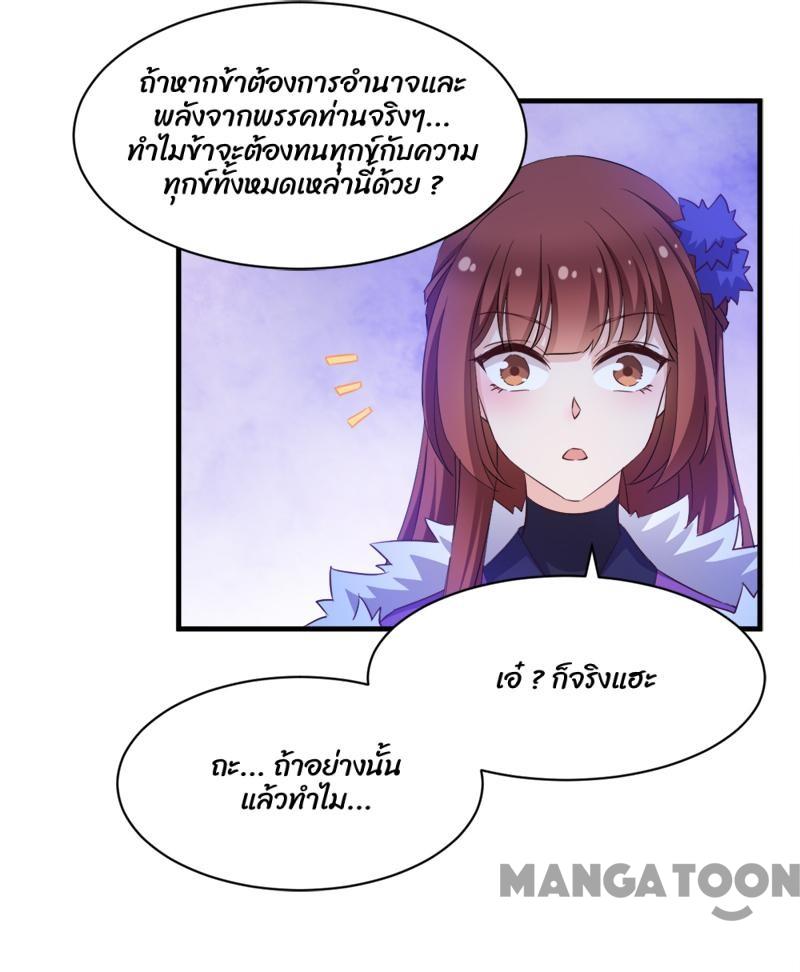 ถ้าหากข้าต้องการอำนาจและ
พลังจากพรรคท่านจริงๆ...
ทำไมข้าจะต้องทนทุกข์กับความ
ทุกข์ทั้งหมดเหล่านี้ด้วย ?
เอ๋ ? ก็จริงแฮะ
ถะ... ถ้าอย่างนั้น
แล้วทำไม...
MANGATOON